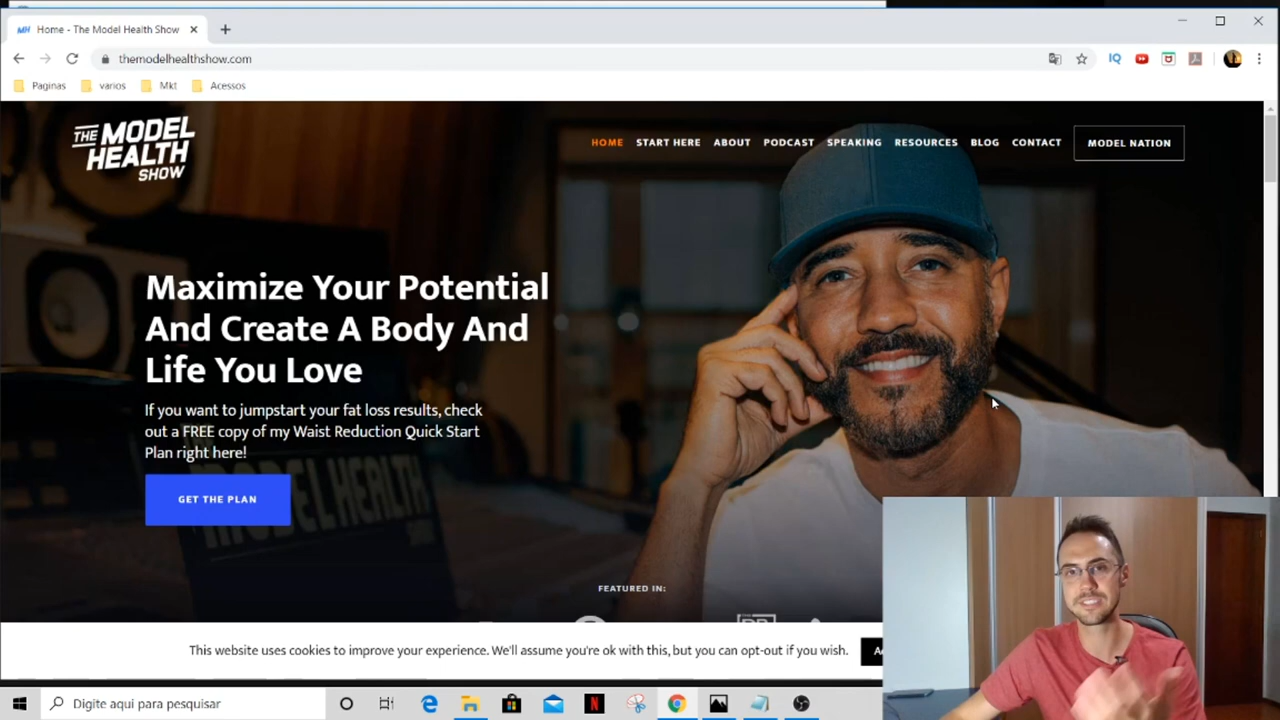 Home - The Model Health Show
themodelhealthshow.com
IQ
Paginas
varios
Mkt
Acessos
THE MODEL HEALTH SHOW
HOME
START HERE
ABOUT
PODCAST
SPEAKING
RESOURCES
BLOG
CONTACT
MODEL NATION
Maximize Your Potential
And Create A Body And
Life You Love
If you want to jumpstart your fat loss results, check
out a FREE copy of my Waist Reduction Quick Start
Plan right here!
GET THE PLAN
MODEL HEALTH
FEATURED IN:
This website uses cookies to improve your experience. We'll assume you're ok with this, but you can opt-out if you wish.
Digite aqui para pesquisar